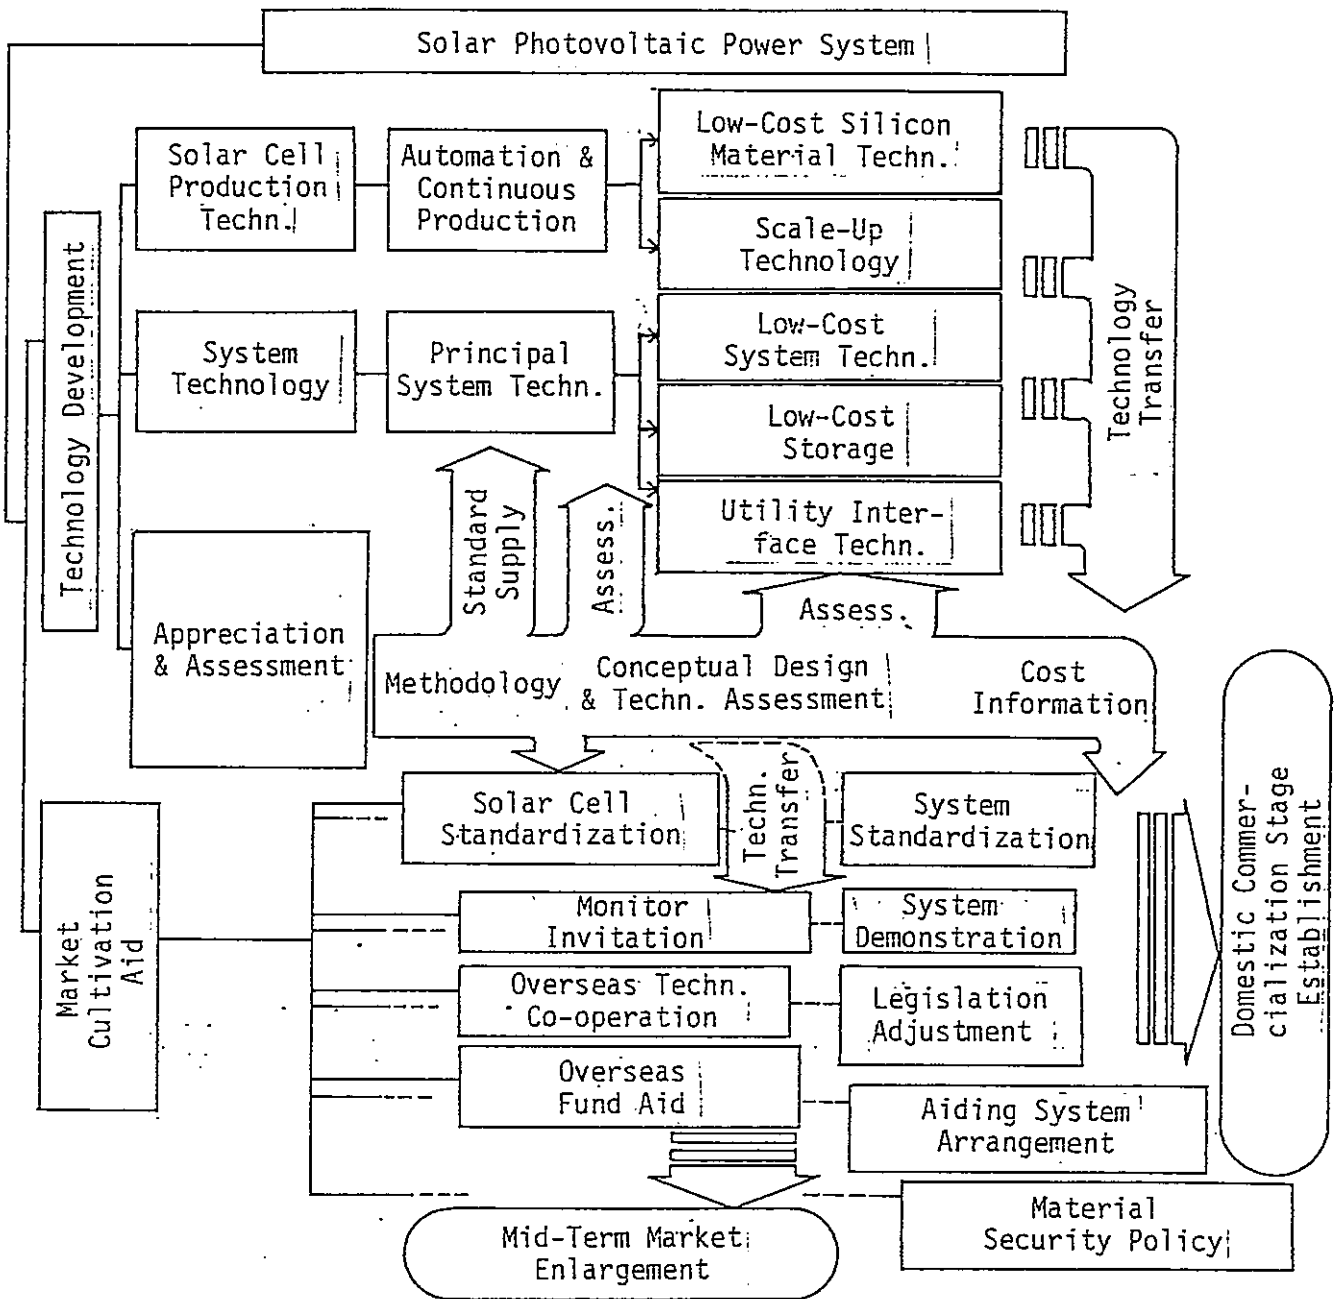 Solar Photovoltaic Power System
Solar Cell
Production
Techn.
Automation &
Continuous
Production
Low-Cost Silicon
Material Techn.
Scale-Up
Technology
Technology Development
System
Technology
Principal
System Techn.
Low-Cost
System Techn.
Low-Cost
Storage
Utility Inter-
face Techn.
Technology
Transfer
Standard
Supply
Assess.
Assess.
Appreciation
& Assessment
Methodology
Conceptual Design
& Techn. Assessment
Cost
Information
Solar Cell
Standardization
Techn.
Transfer
System
Standardization
Market
Cultivation
Aid
Monitor
Invitation
System
Demonstration
Overseas Techn.
Co-operation
Legislation
Adjustment
Overseas
Fund Aid
Aiding System
Arrangement
Domestic Commer-
cialization Stage
Establishment
Mid-Term Market
Enlargement
Material
Security Policy